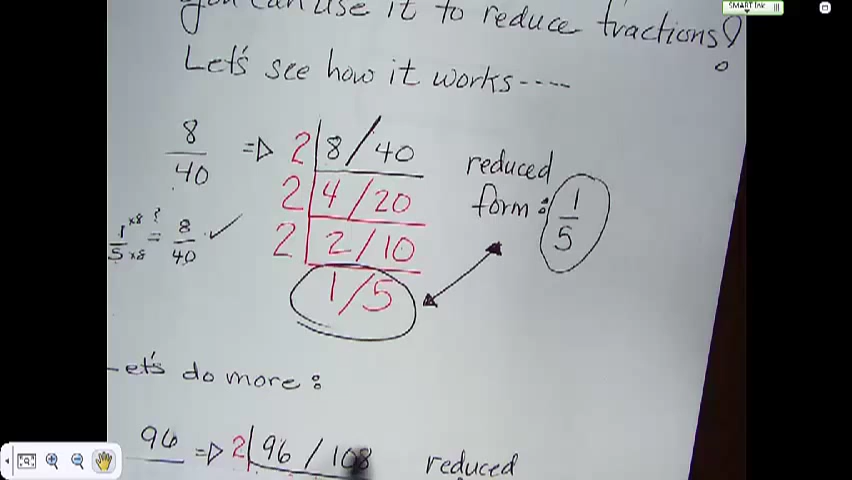 you can use it to reduce fractions!
Let's see how it works----
8/40 => 2 | 8 / 40
2 | 4 / 20
2 | 2 / 10
1 / 5
reduced
form: 1/5
1/5 x8 x8 ?= 8/40 ✓
Let's do more:
96 => 2 | 96 / 108
reduced
SMART Ink